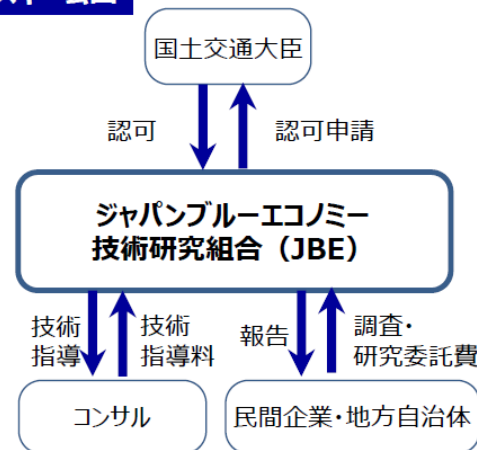 国土交通大臣
認可
認可申請
ジャパンブルーエコノミー
技術研究組合（JBE）
技術
指導
技術
指導料
報告
調査・
研究委託費
コンサル
民間企業・地方自治体